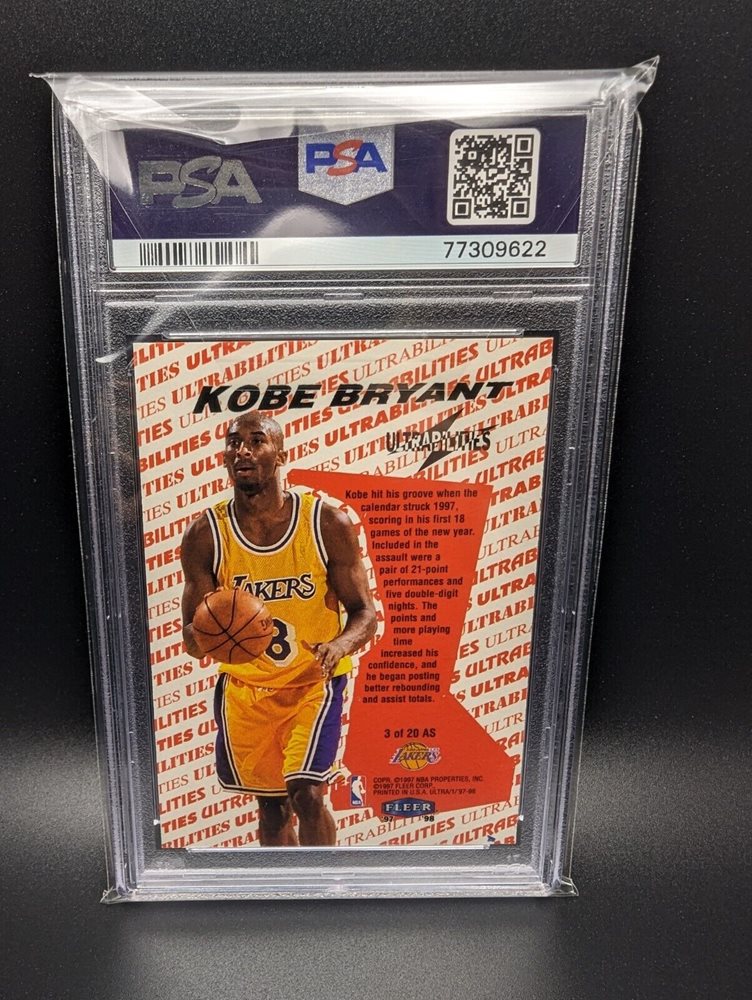 PSA
PSA
77309622
KOBE BRYANT
ULTRABILITIES
Kobe hit his groove when the
calendar struck 1997,
scoring in his first 18
games of the new year.
Included in the
assault were a
pair of 21-point
performances and
five double-digit
nights. The
points and
more playing
time
increased his
confidence, and
he began posting
better rebounding
and assist totals.
LAKERS
8
3 of 20 AS
LAKERS
COPR. ©1997 NBA PROPERTIES, INC.
©1997 FLEER CORP.
PRINTED IN U.S.A. ULTRA/1/'97-98
NBA
FLEER
'97 '98